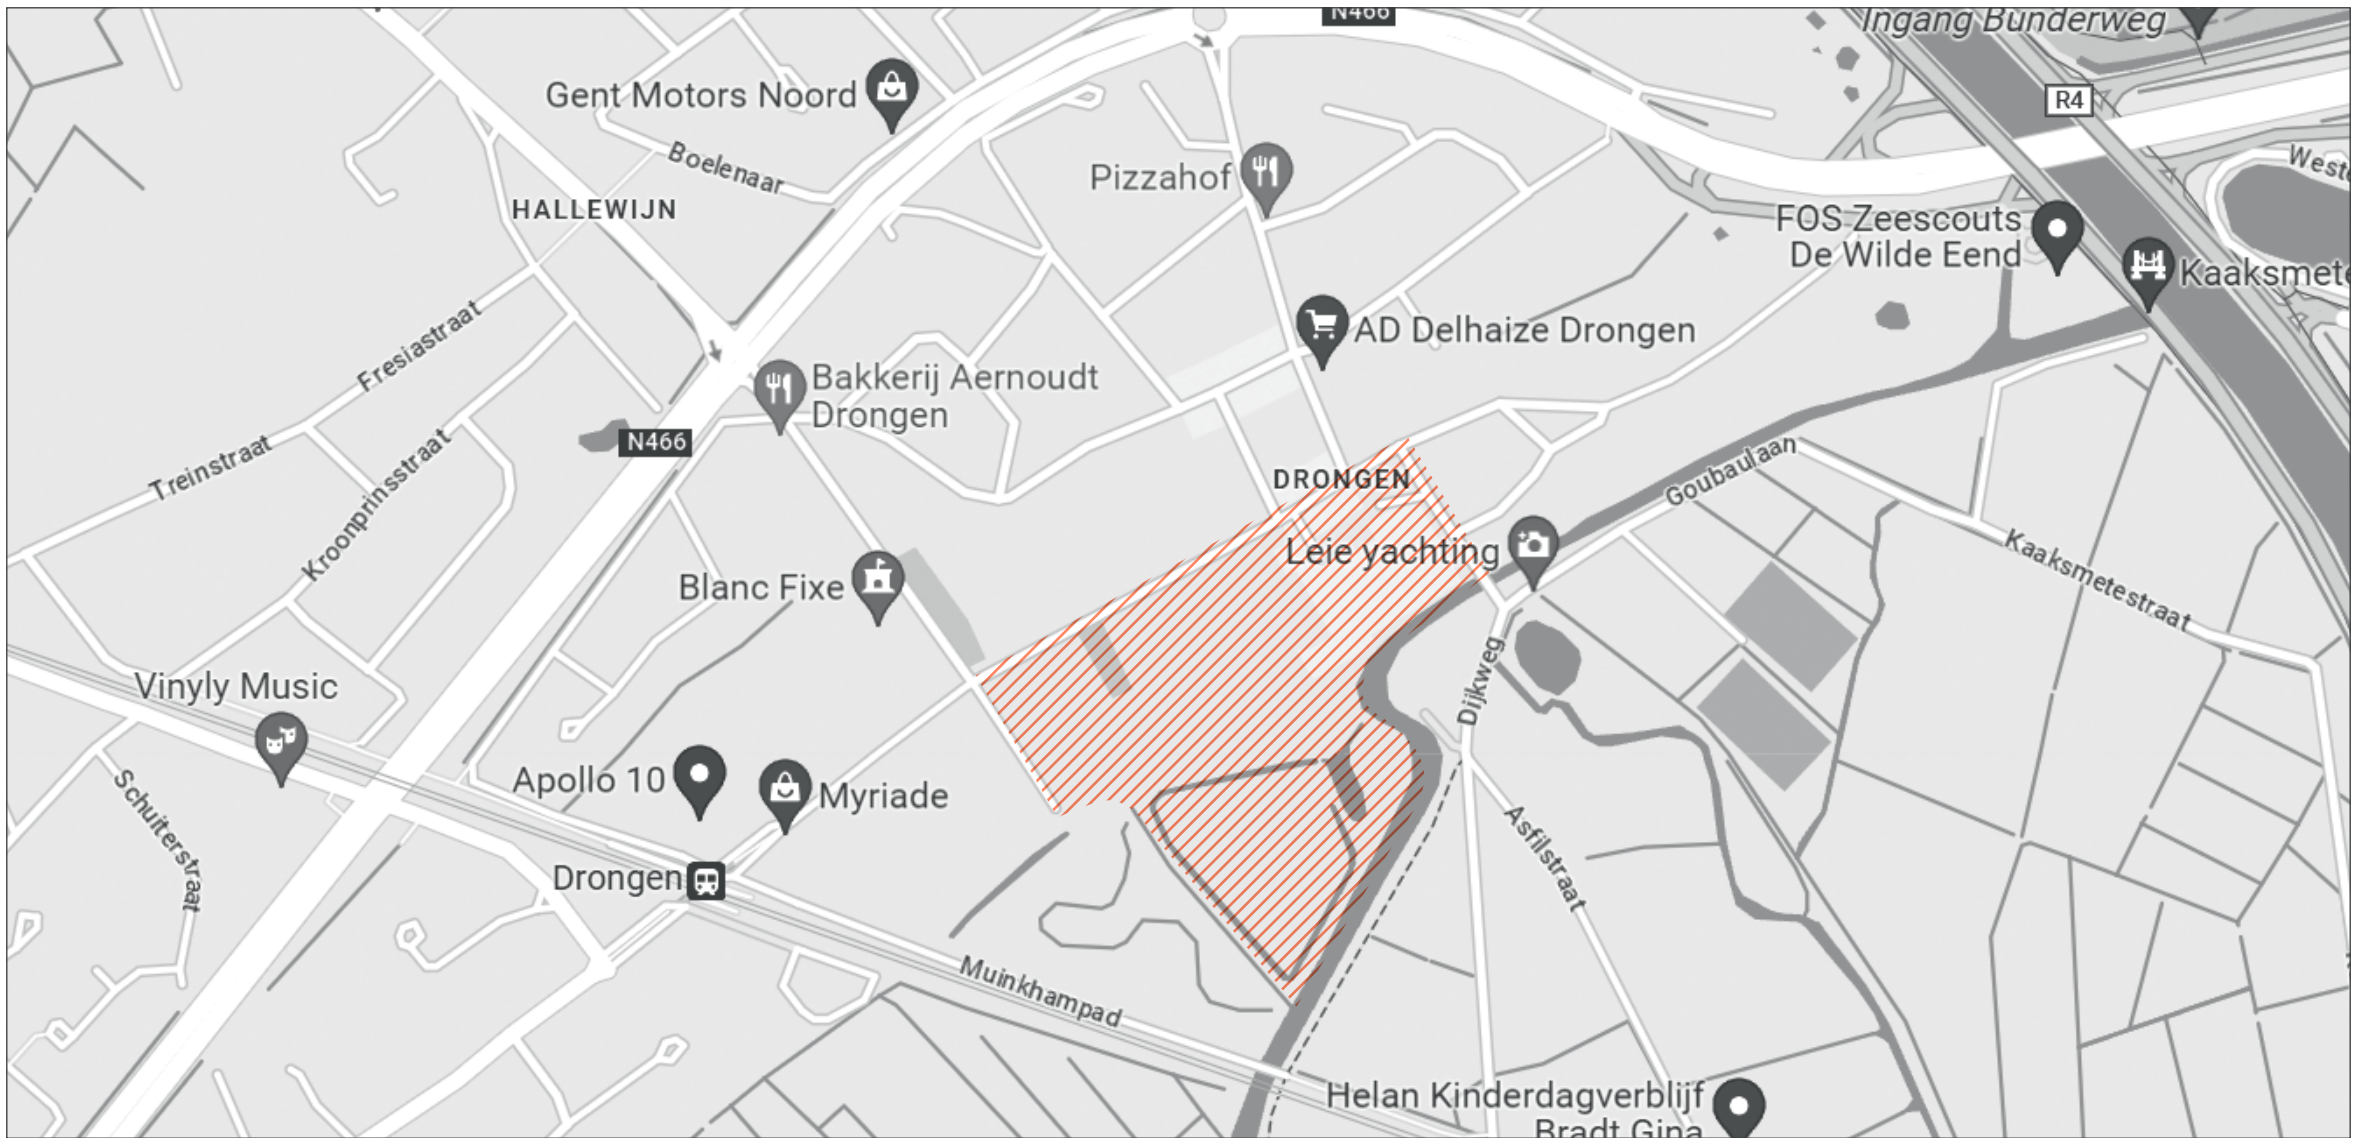 N466
Ingang Bunderweg
Gent Motors Noord
R4
Boelenaar
Pizzahof
HALLEWIJN
FOS Zeescouts
De Wilde Eend
Kaaksmete
Fresiastraat
AD Delhaize Drongen
Bakkerij Aernoudt
Drongen
N466
Treinstraat
Kroonprinsstraat
DRONGEN
Goubaulaan
Leie yachting
Kaaksmetestraat
Blanc Fixe
Vinyly Music
Dijkweg
Apollo 10
Myriade
Schuiterstraat
Asfilstraat
Drongen
Muinkhampad
Helan Kinderdagverblijf
Bradt Gina